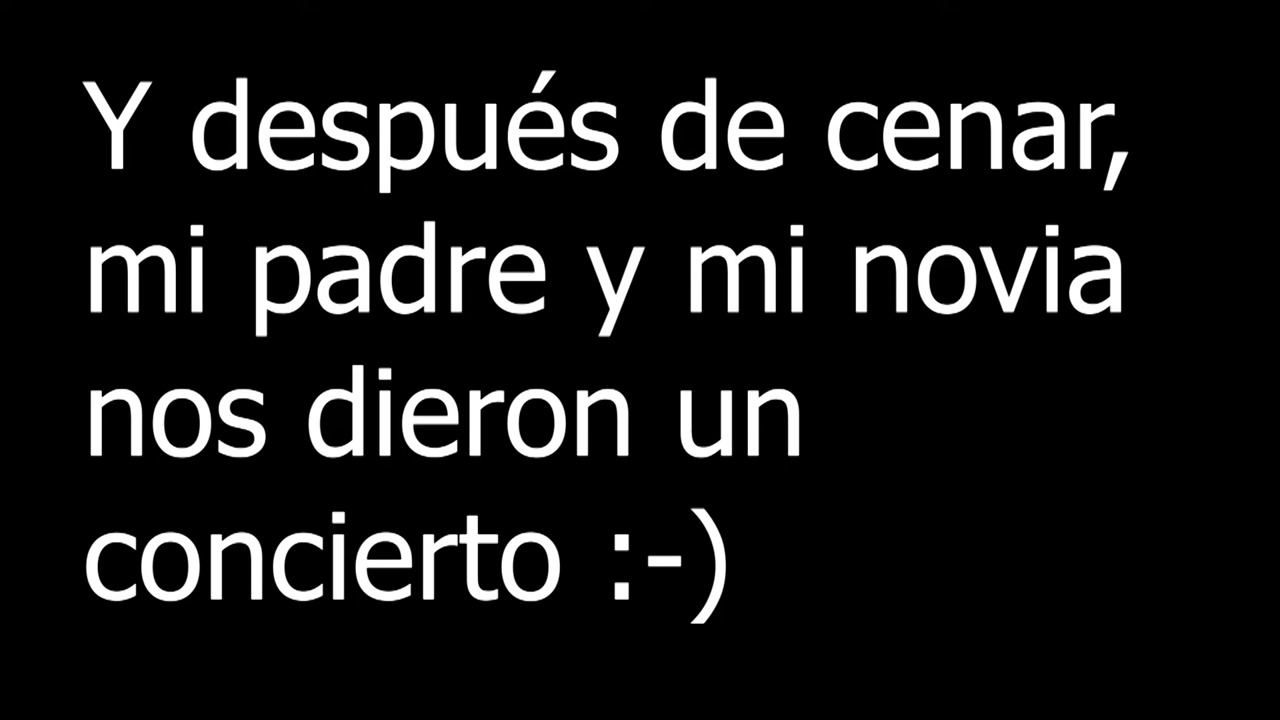 Y después de cenar,
mi padre y mi novia
nos dieron un
concierto :-)